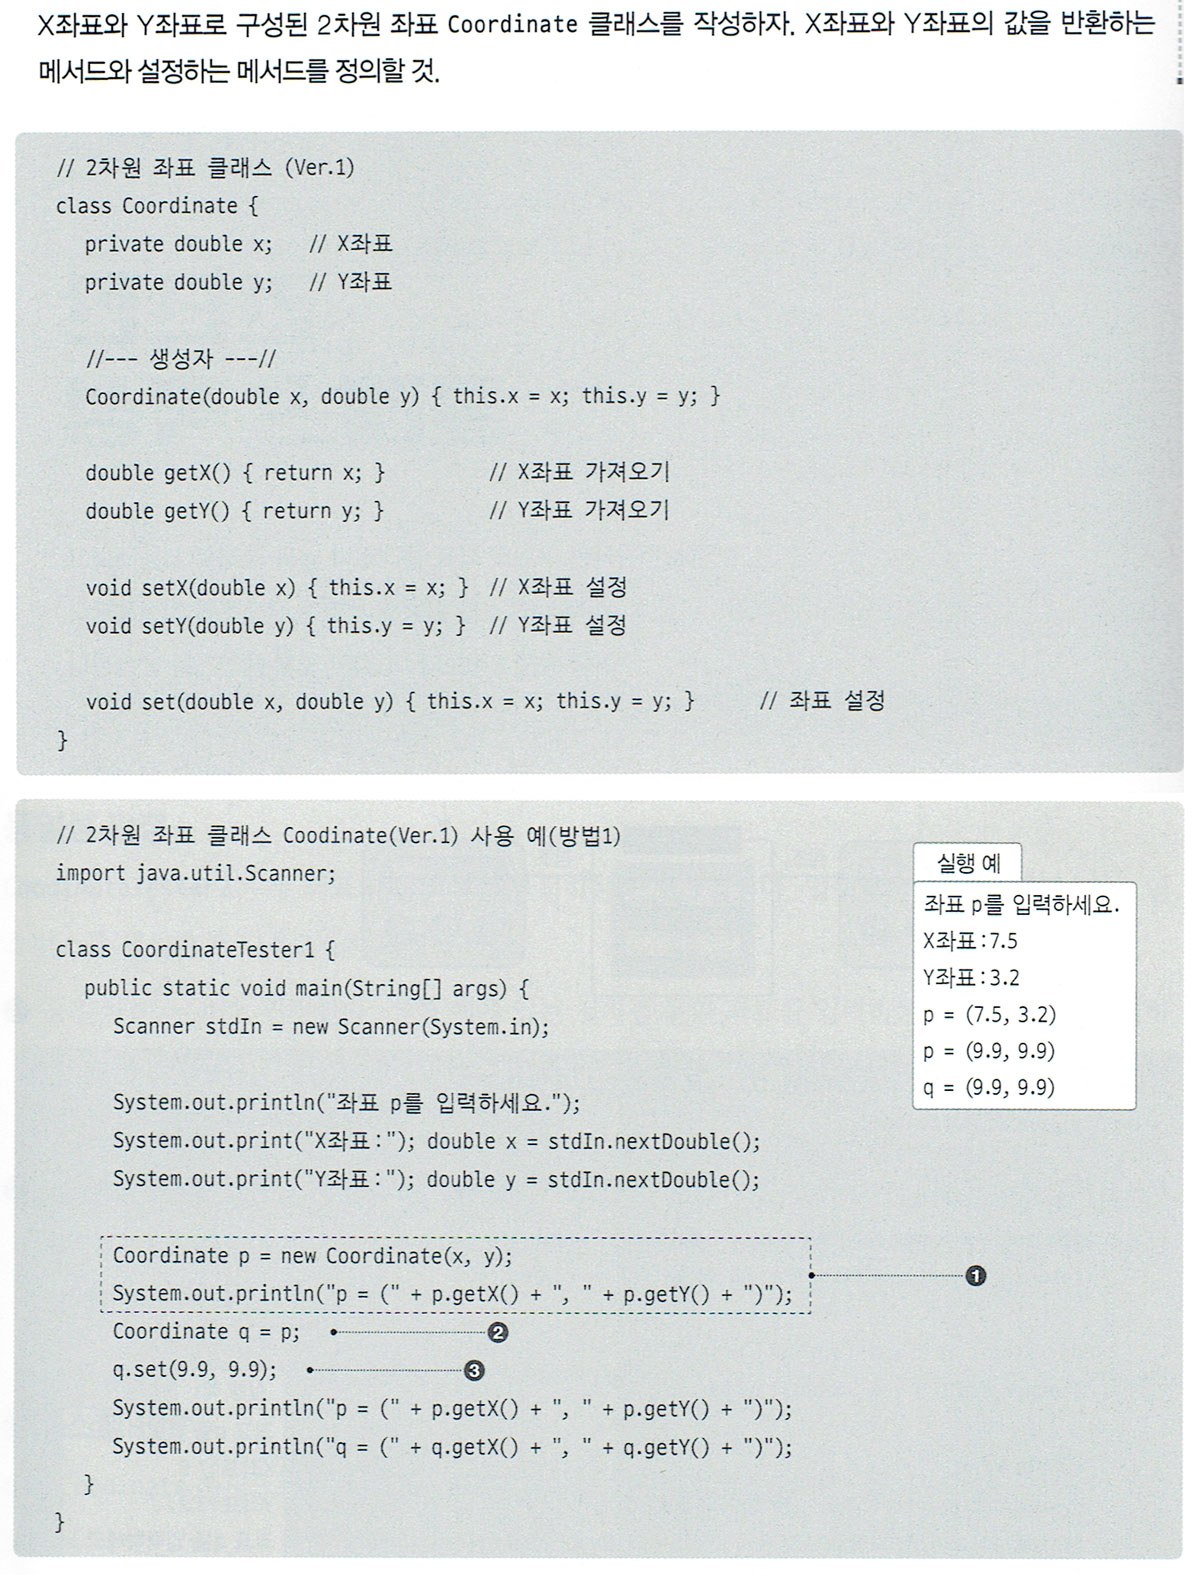 X좌표와 Y좌표로 구성된 2차원 좌표 Coordinate 클래스를 작성하자. X좌표와 Y좌표의 값을 반환하는
메서드와 설정하는 메서드를 정의할 것.
// 2차원 좌표 클래스 (Ver.1)
class Coordinate {
private double x; // X좌표
private double y; // Y좌표
//--- 생성자 ---//
Coordinate(double x, double y) { this.x = x; this.y = y; }
double getX() { return x; } // X좌표 가져오기
double getY() { return y; } // Y좌표 가져오기
void setX(double x) { this.x = x; } // X좌표 설정
void setY(double y) { this.y = y; } // Y좌표 설정
void set(double x, double y) { this.x = x; this.y = y; } // 좌표 설정
}
// 2차원 좌표 클래스 Coodinate(Ver.1) 사용 예(방법1)
import java.util.Scanner;
class CoordinateTester1 {
public static void main(String[] args) {
Scanner stdIn = new Scanner(System.in);
System.out.println("좌표 p를 입력하세요.");
System.out.print("X좌표:"); double x = stdIn.nextDouble();
System.out.print("Y좌표:"); double y = stdIn.nextDouble();
Coordinate p = new Coordinate(x, y);
System.out.println("p = (" + p.getX() + ", " + p.getY() + ")");
❶
Coordinate q = p; ❷
q.set(9.9, 9.9); ❸
System.out.println("p = (" + p.getX() + ", " + p.getY() + ")");
System.out.println("q = (" + q.getX() + ", " + q.getY() + ")");
}
}
실행 예
좌표 p를 입력하세요.
X좌표:7.5
Y좌표:3.2
p = (7.5, 3.2)
p = (9.9, 9.9)
q = (9.9, 9.9)